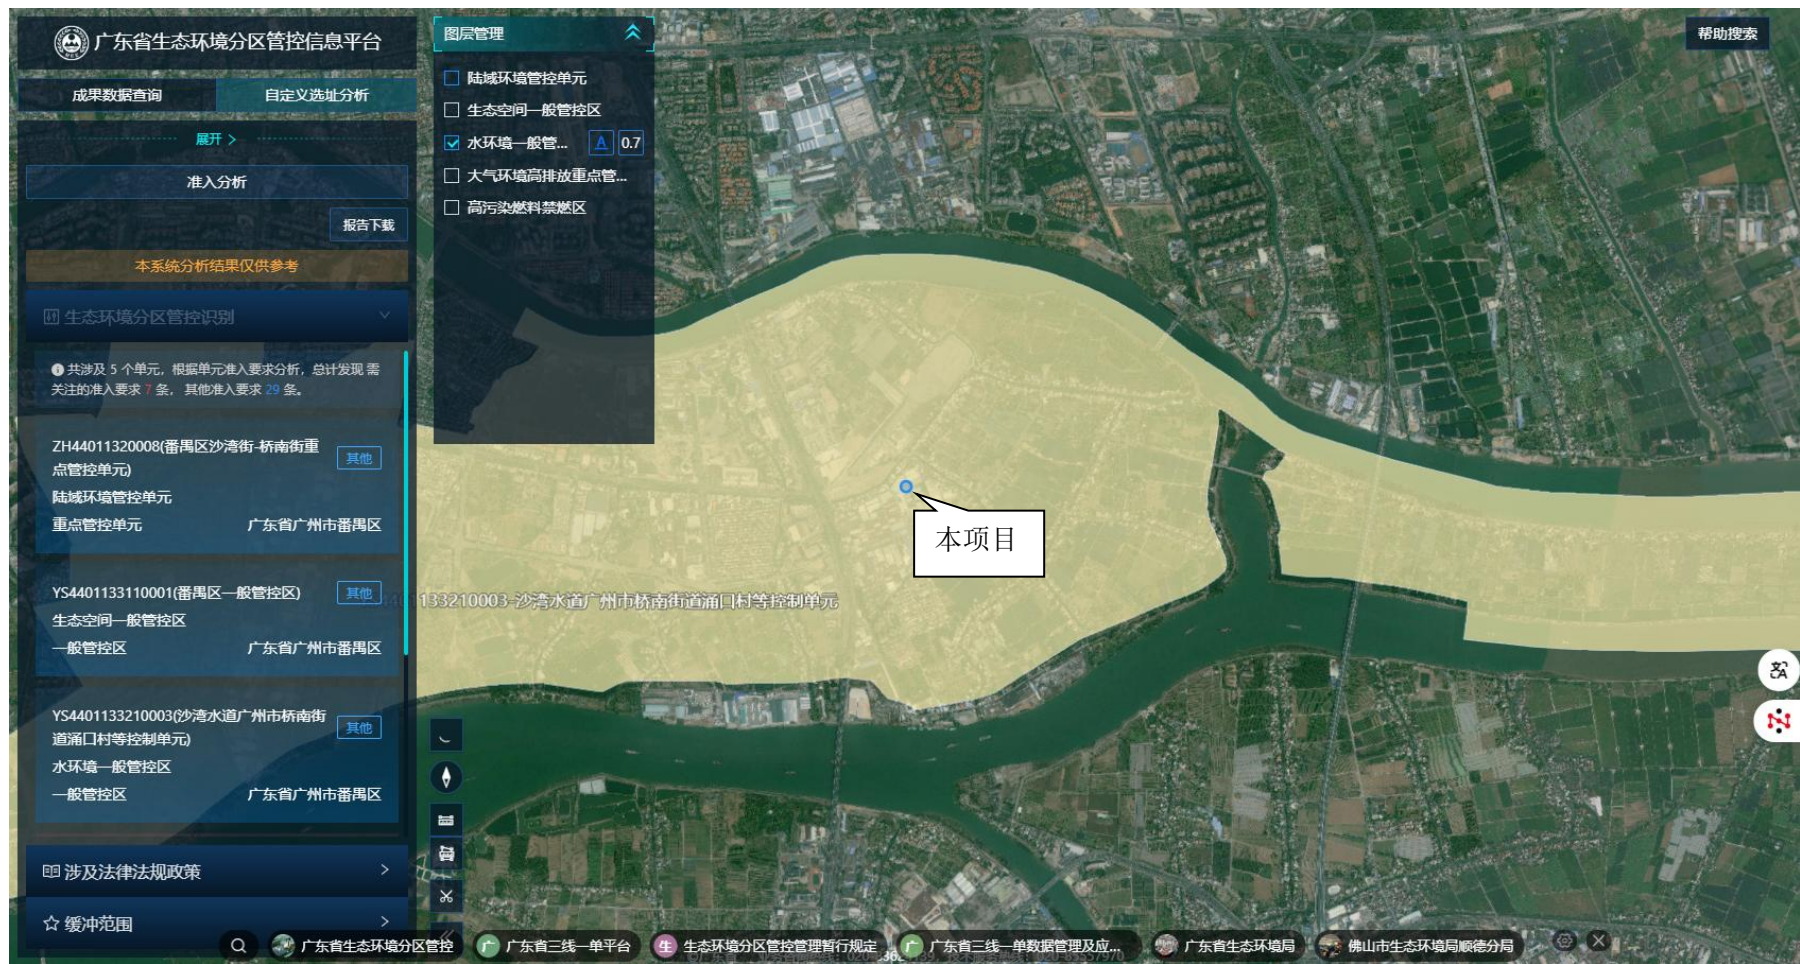 广东省生态环境分区管控信息平台
成果数据查询
自定义选址分析
展开 >
准入分析
报告下载
本系统分析结果仅供参考
生态环境分区管控识别
共涉及 5 个单元，根据单元准入要求分析，总计发现 需
关注的准入要求 7 条， 其他准入要求 29 条。
ZH44011320008(番禺区沙湾街-桥南街重
点管控单元)
其他
陆域环境管控单元
重点管控单元
广东省广州市番禺区
YS4401133110001(番禺区一般管控区)
其他
生态空间一般管控区
一般管控区
广东省广州市番禺区
YS4401133210003(沙湾水道广州市桥南街
道涌口村等控制单元)
其他
水环境一般管控区
一般管控区
广东省广州市番禺区
涉及法律法规政策
缓冲范围
图层管理
陆域环境管控单元
生态空间一般管控区
水环境一般管...
A
0.7
大气环境高排放重点管...
高污染燃料禁燃区
帮助搜索
本项目
133210003-沙湾水道广州市桥南街道涌口村等控制单元
广东省生态环境分区管控
广 广东省三线一单平台
生 生态环境分区管控管理暂行规定
广 广东省三线一单数据管理及应...
广东省生态环境局
佛山市生态环境局顺德分局